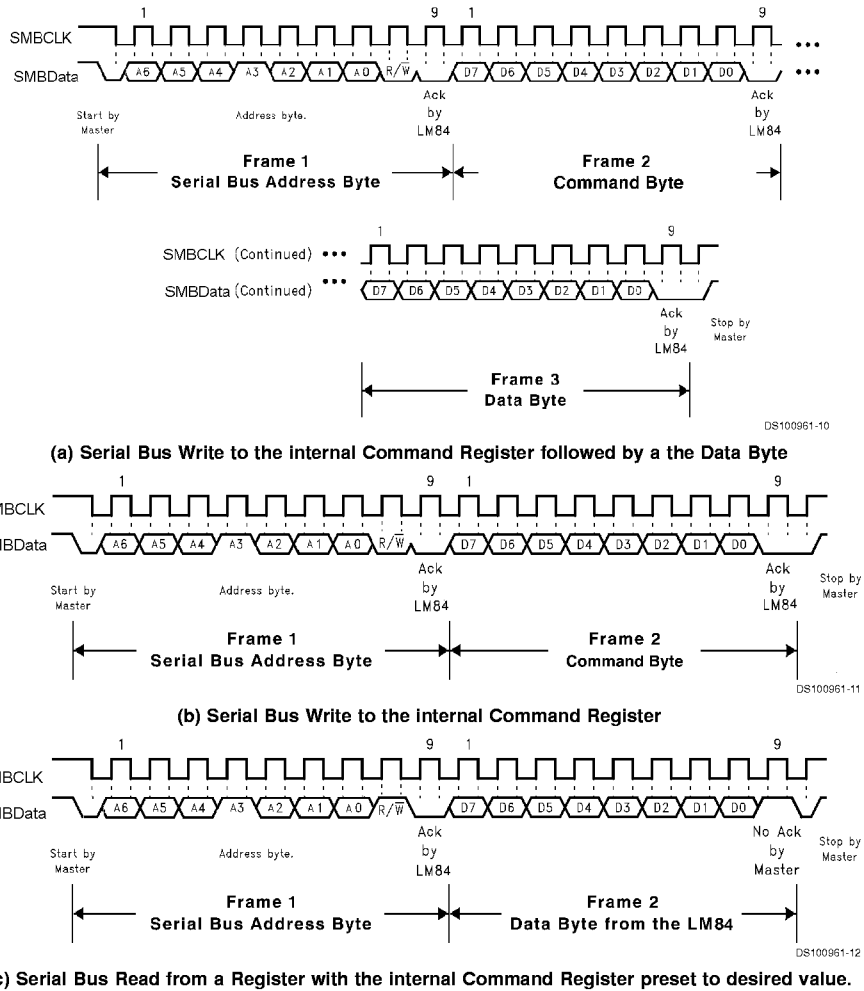 1 9 1 9
SMBCLK
SMBData A6 A5 A4 A3 A2 A1 A0 R/W D7 D6 D5 D4 D3 D2 D1 D0
Start by Master
Address byte.
Ack by LM84
Ack by LM84
Frame 1
Serial Bus Address Byte
Frame 2
Command Byte
1 9
SMBCLK (Continued)
SMBData (Continued) D7 D6 D5 D4 D3 D2 D1 D0
Ack by LM84
Stop by Master
Frame 3
Data Byte
DS100961-10
(a) Serial Bus Write to the internal Command Register followed by a the Data Byte
1 9 1 9
MBCLK
MBData A6 A5 A4 A3 A2 A1 A0 R/W D7 D6 D5 D4 D3 D2 D1 D0
Start by Master
Address byte.
Ack by LM84
Ack by LM84
Stop by Master
Frame 1
Serial Bus Address Byte
Frame 2
Command Byte
DS100961-11
(b) Serial Bus Write to the internal Command Register
1 9 1 9
MBCLK
MBData A6 A5 A4 A3 A2 A1 A0 R/W D7 D6 D5 D4 D3 D2 D1 D0
Start by Master
Address byte.
Ack by LM84
No Ack by Master
Stop by Master
Frame 1
Serial Bus Address Byte
Frame 2
Data Byte from the LM84
DS100961-12
c) Serial Bus Read from a Register with the internal Command Register preset to desired value.